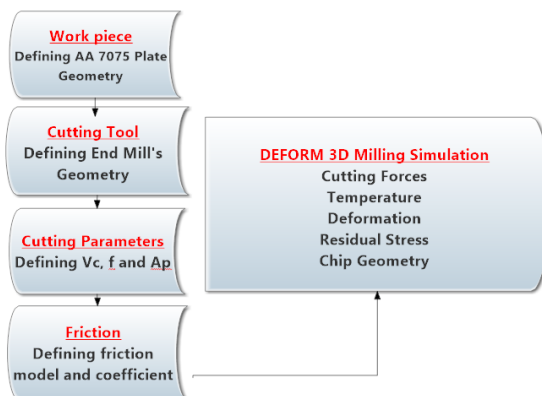 Work piece
Defining AA 7075 Plate
Geometry
Cutting Tool
Defining End Mill's
Geometry
Cutting Parameters
Defining Vc, f and Ap
Friction
Defining friction
model and coefficient
DEFORM 3D Milling Simulation
Cutting Forces
Temperature
Deformation
Residual Stress
Chip Geometry